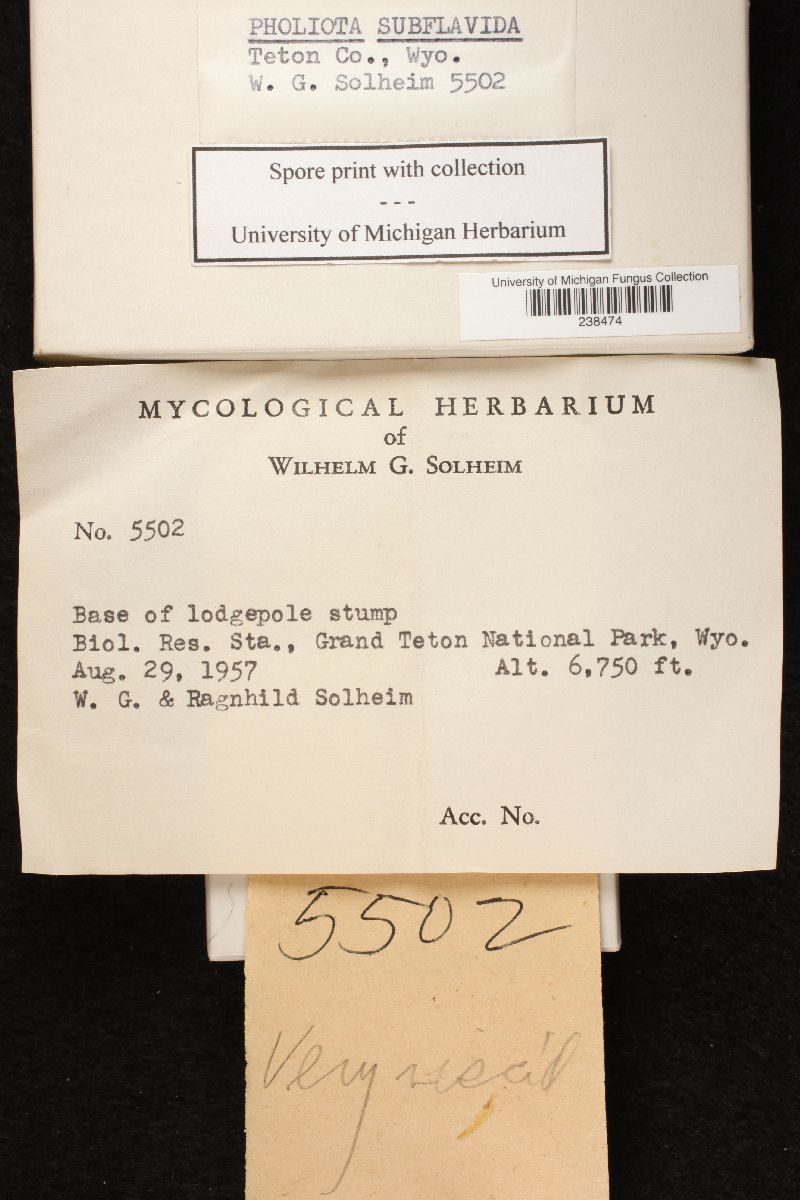 PHOLIOTA SUBFLAVIDA
Teton Co., Wyo.
W. G. Solheim 5502
Spore print with collection
- - -
University of Michigan Herbarium
University of Michigan Fungus Collection
238474
MYCOLOGICAL HERBARIUM
of
WILHELM G. SOLHEIM
No. 5502
Base of lodgepole stump
Biol. Res. Sta., Grand Teton National Park, Wyo.
Aug. 29, 1957 Alt. 6,750 ft.
W. G. & Ragnhild Solheim
Acc. No.
5502
Very